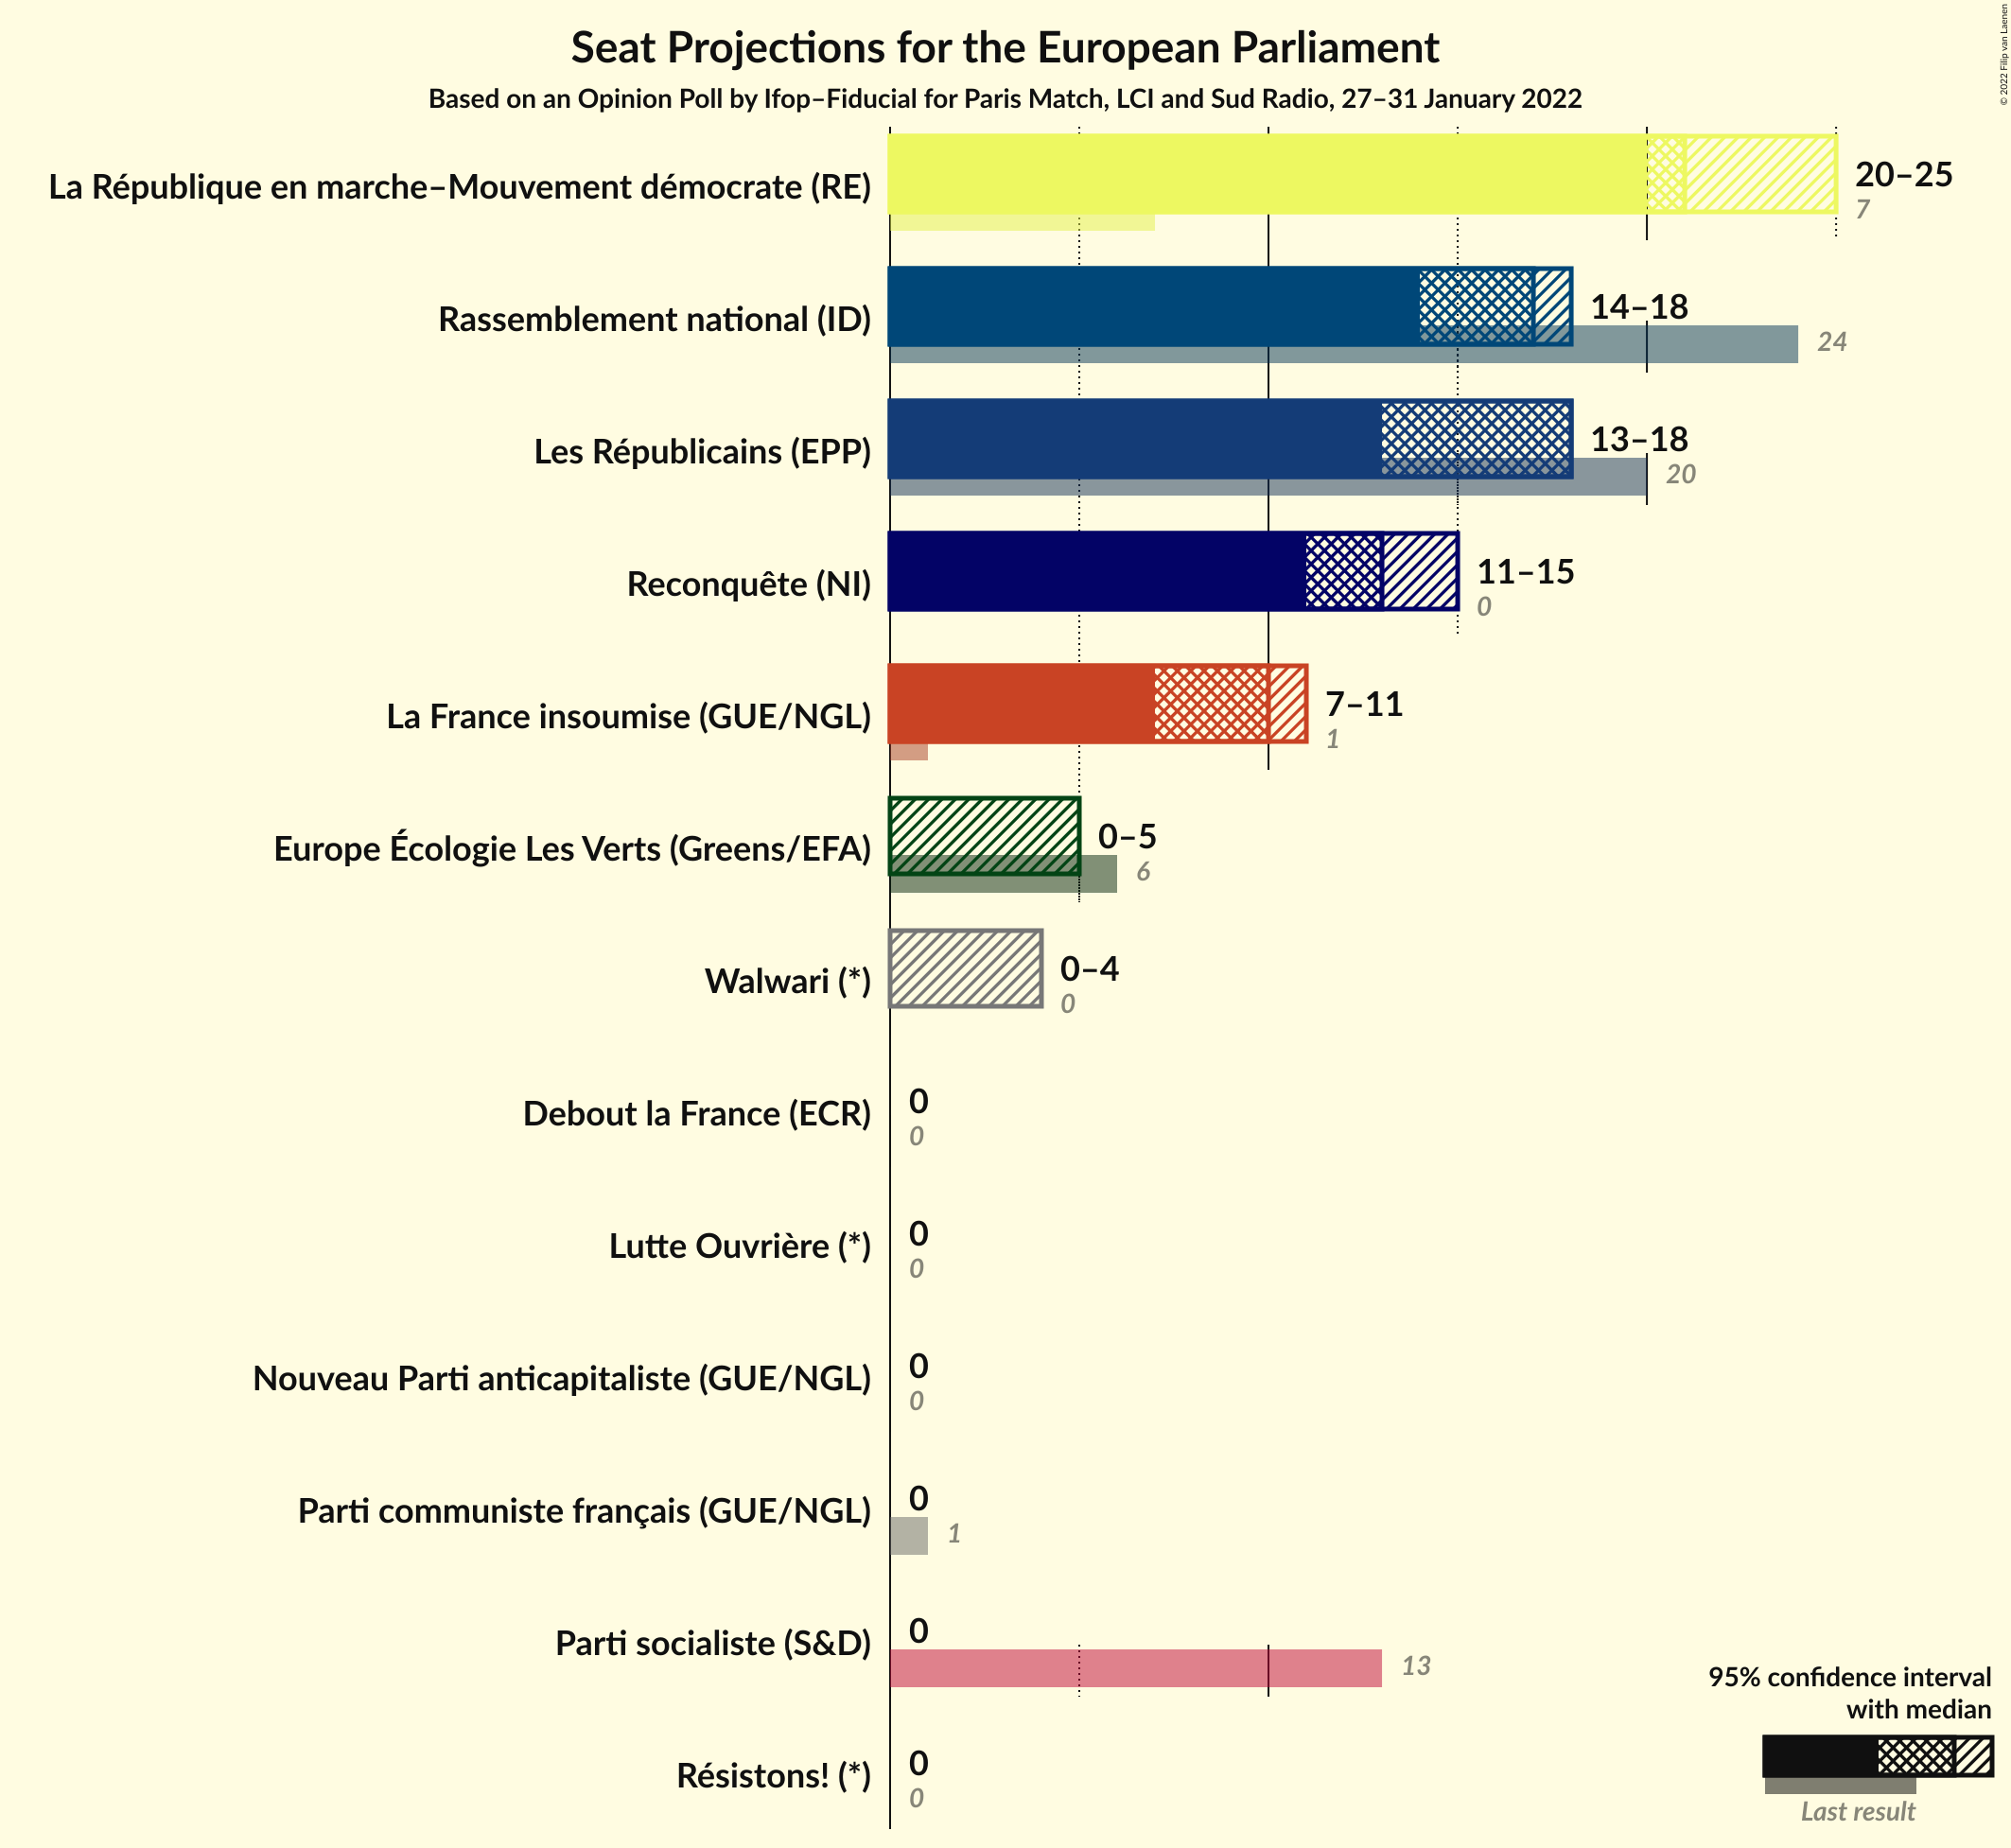 Seat Projections for the European Parliament
Based on an Opinion Poll by Ifop–Fiducial for Paris Match, LCI and Sud Radio, 27–31 January 2022
© 2022 Filip van Laenen
La République en marche–Mouvement démocrate (RE)
20–25
7
Rassemblement national (ID)
14–18
24
Les Républicains (EPP)
13–18
20
Reconquête (NI)
11–15
0
La France insoumise (GUE/NGL)
7–11
1
Europe Écologie Les Verts (Greens/EFA)
0–5
6
Walwari (*)
0–4
0
Debout la France (ECR)
0
0
Lutte Ouvrière (*)
0
0
Nouveau Parti anticapitaliste (GUE/NGL)
0
0
Parti communiste français (GUE/NGL)
0
1
Parti socialiste (S&D)
0
13
Résistons! (*)
0
0
95% confidence interval
with median
Last result